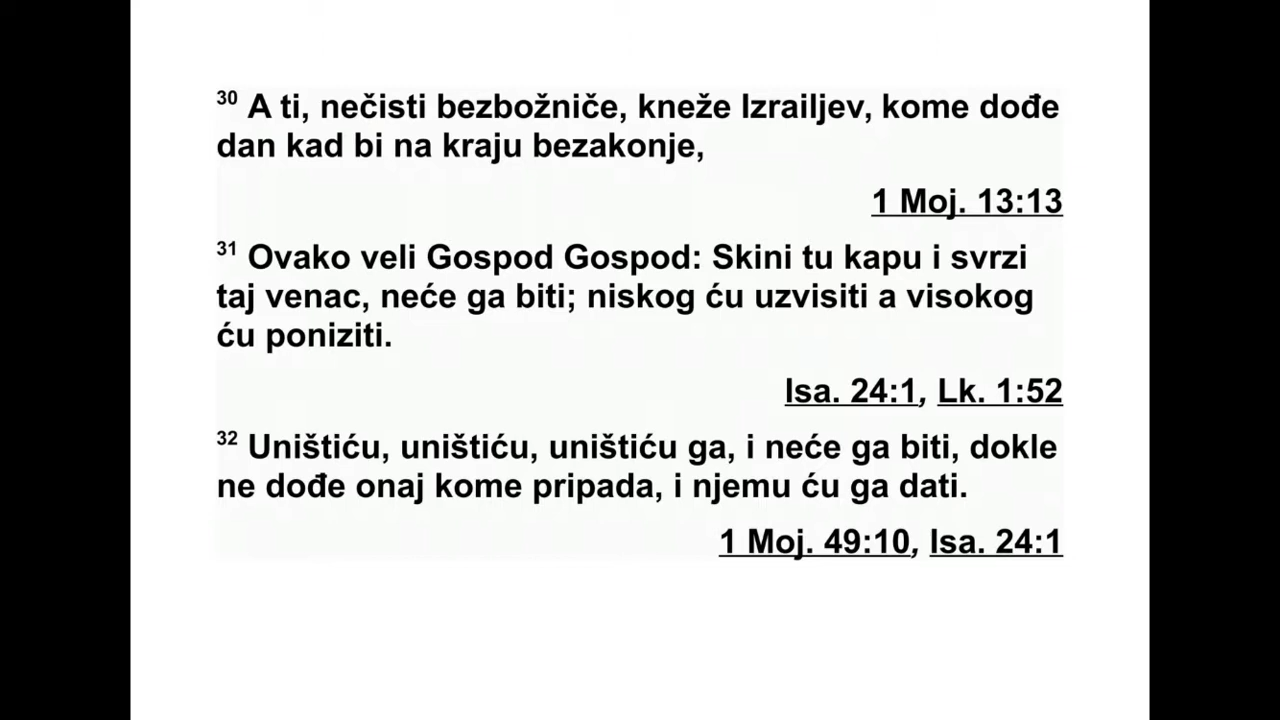 30 A ti, nečisti bezbožniče, kneže Izrailjev, kome dođe
dan kad bi na kraju bezakonje,
1 Moj. 13:13
31 Ovako veli Gospod Gospod: Skini tu kapu i svrzi
taj venac, neće ga biti; niskog ću uzvisiti a visokog
ću poniziti.
Isa. 24:1, Lk. 1:52
32 Uništiću, uništiću, uništiću ga, i neće ga biti, dokle
ne dođe onaj kome pripada, i njemu ću ga dati.
1 Moj. 49:10, Isa. 24:1